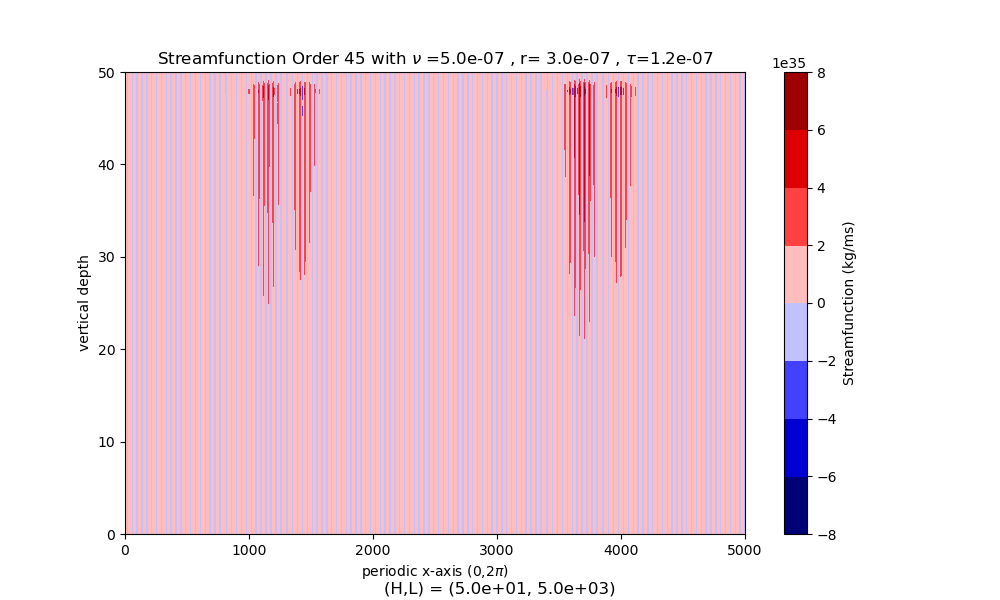 Streamfunction Order 45 with ν =5.0e-07 , r= 3.0e-07 , τ=1.2e-07
1e35
50
40
30
20
10
0
vertical depth
0 1000 2000 3000 4000 5000
periodic x-axis (0,2π)
(H,L) = (5.0e+01, 5.0e+03)
8
6
4
2
0
−2
−4
−6
−8
Streamfunction (kg/ms)